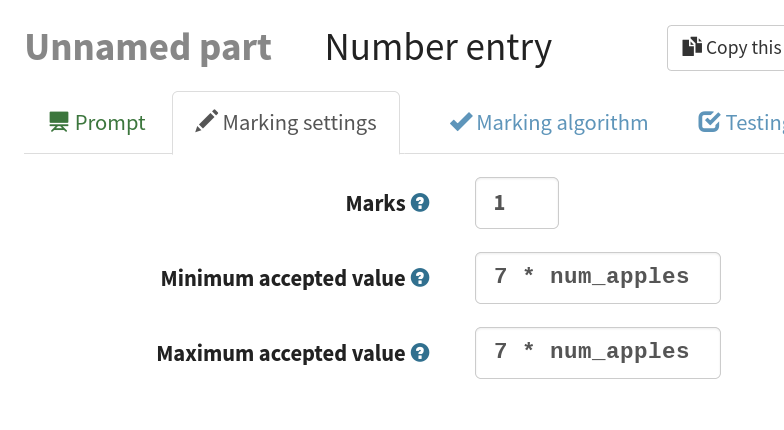 Unnamed part Number entry Copy this
Prompt Marking settings Marking algorithm Testing
Marks ? 1
Minimum accepted value ? 7 * num_apples
Maximum accepted value ? 7 * num_apples